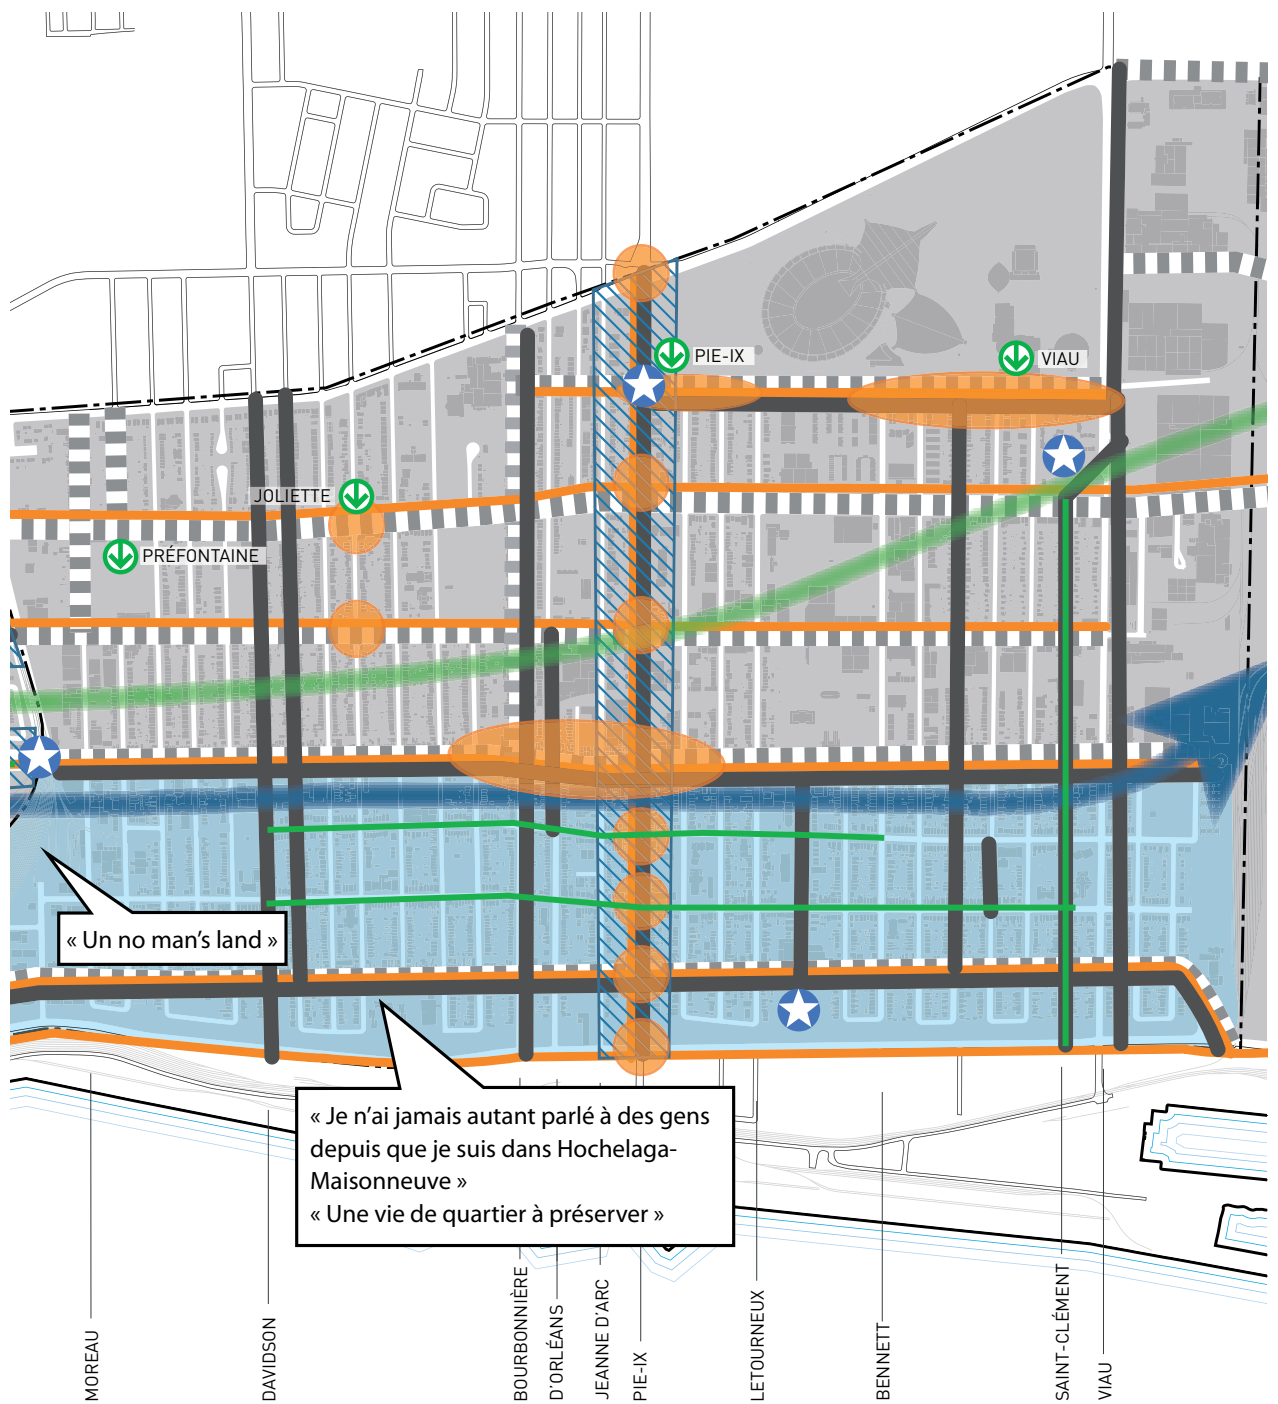 PIE-IX
VIAU
JOLIETTE
PRÉFONTAINE
« Un no man's land »
« Je n'ai jamais autant parlé à des gens
depuis que je suis dans Hochelaga-
Maisonneuve »
« Une vie de quartier à préserver »
MOREAU
DAVIDSON
BOURBONNIÈRE
D'ORLÉANS
JEANNE D'ARC
PIE-IX
LETOURNEUX
BENNETT
SAINT-CLÉMENT
VIAU